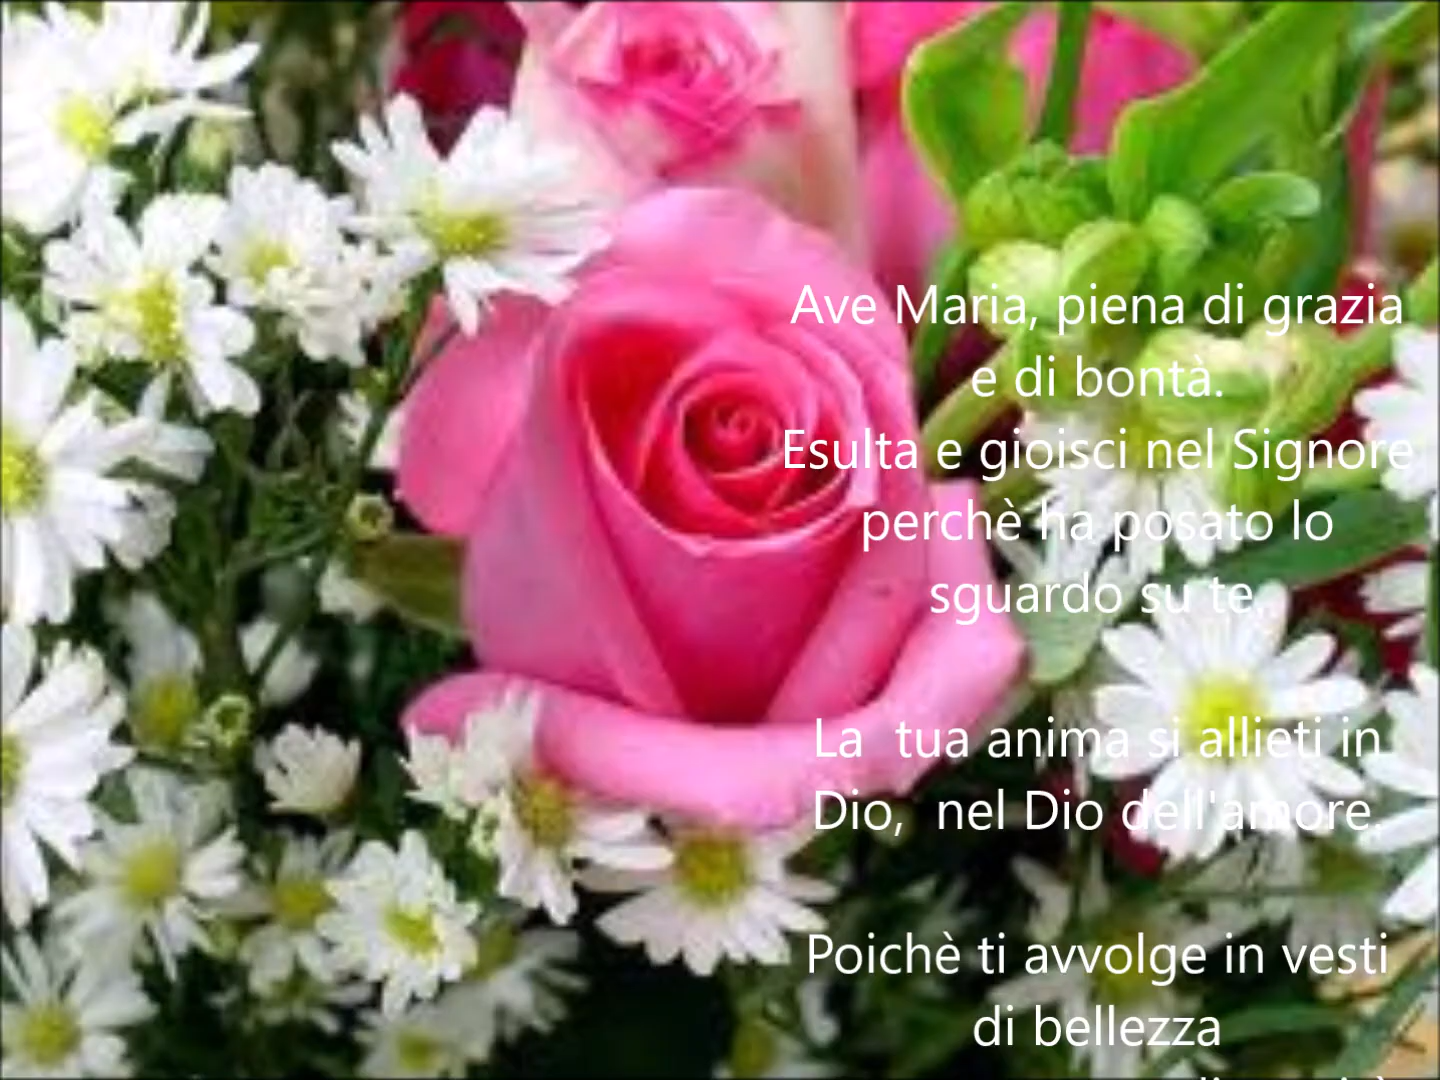 Ave Maria, piena di grazia
e di bontà.
Esulta e gioisci nel Signore
perchè ha posato lo
sguardo su te.
La  tua anima si allieti in
Dio,  nel Dio dell'amore.
Poichè ti avvolge in vesti
di bellezza